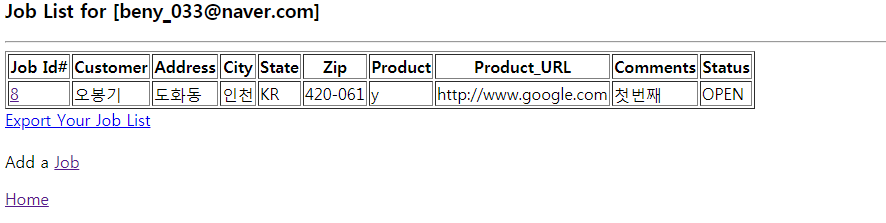 Job List for [beny_033@naver.com]
Job Id# Customer Address City State Zip Product Product_URL Comments Status
8 오봉기 도화동 인천 KR 420-061 y http://www.google.com 첫번째 OPEN
Export Your Job List
Add a Job
Home